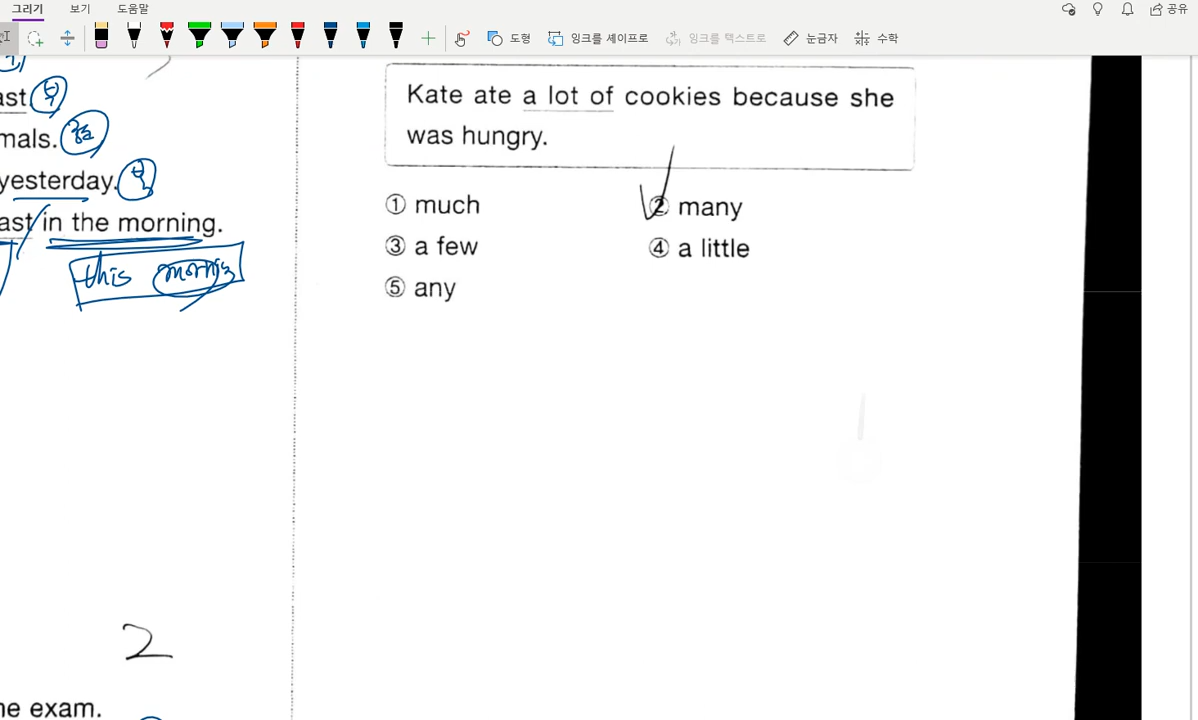 그리기 보기 도움말 공유
도형 잉크를 셰이프로 잉크를 텍스트로 눈금자 수학
ast.
mals.
yesterday.
ast in the morning.
this morning
2
he exam.
Kate ate a lot of cookies because she
was hungry.
① much ② many
③ a few ④ a little
⑤ any